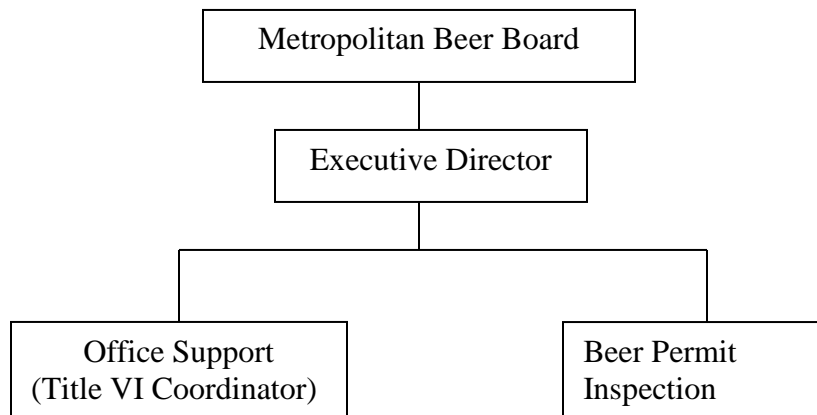 Metropolitan Beer Board
Executive Director
Office Support
(Title VI Coordinator)
Beer Permit
Inspection